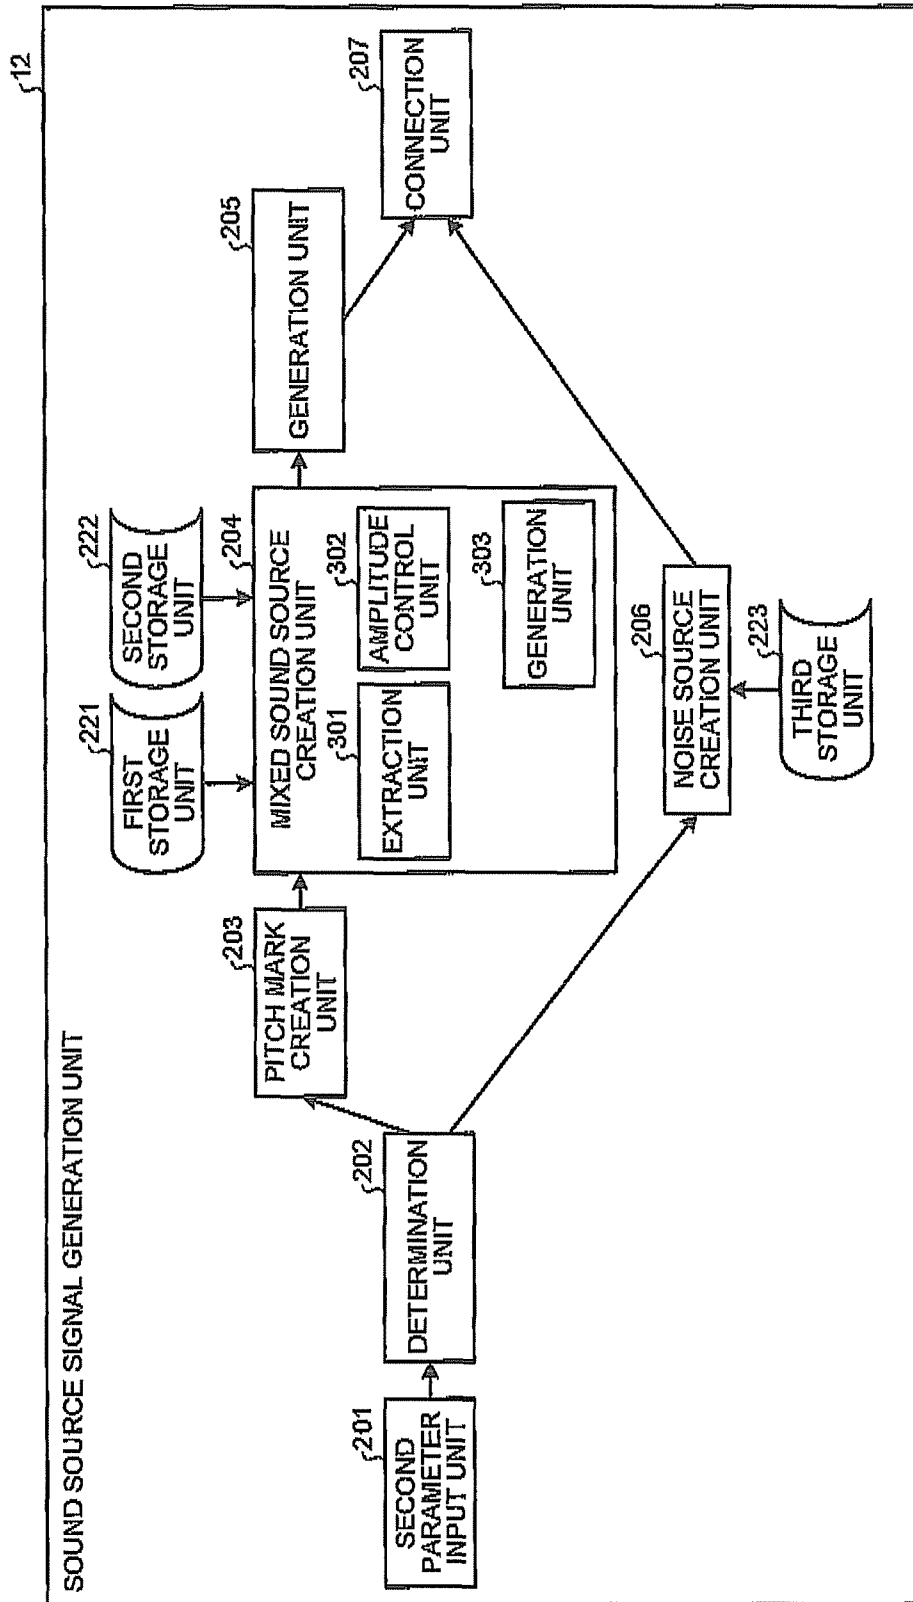 12
SOUND SOURCE SIGNAL GENERATION UNIT
201
SECOND
PARAMETER
INPUT UNIT
202
DETERMINATION
UNIT
203
PITCH MARK
CREATION
UNIT
221
FIRST
STORAGE
UNIT
222
SECOND
STORAGE
UNIT
204
MIXED SOUND SOURCE
CREATION UNIT
301
EXTRACTION
UNIT
302
AMPLITUDE
CONTROL
UNIT
303
GENERATION
UNIT
205
GENERATION UNIT
206
NOISE SOURCE
CREATION UNIT
223
THIRD
STORAGE
UNIT
207
CONNECTION
UNIT